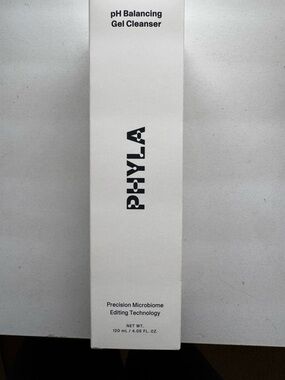 pH Balancing
Gel Cleanser
PHYLA
Precision Microbiome
Editing Technology
NET WT.
120 mL / 4.06 FL. OZ.